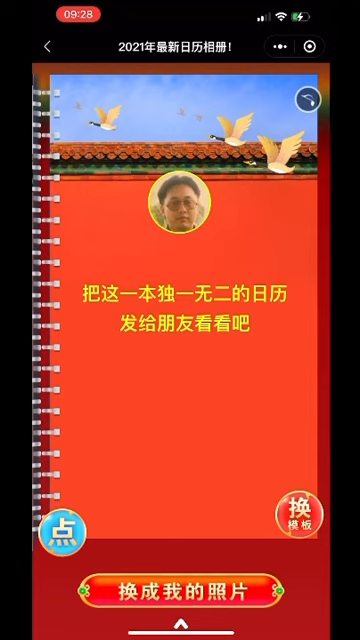 09:28
2021年最新日历相册!
把这一本独一无二的日历
发给朋友看看吧
点
换
模板
换成我的照片